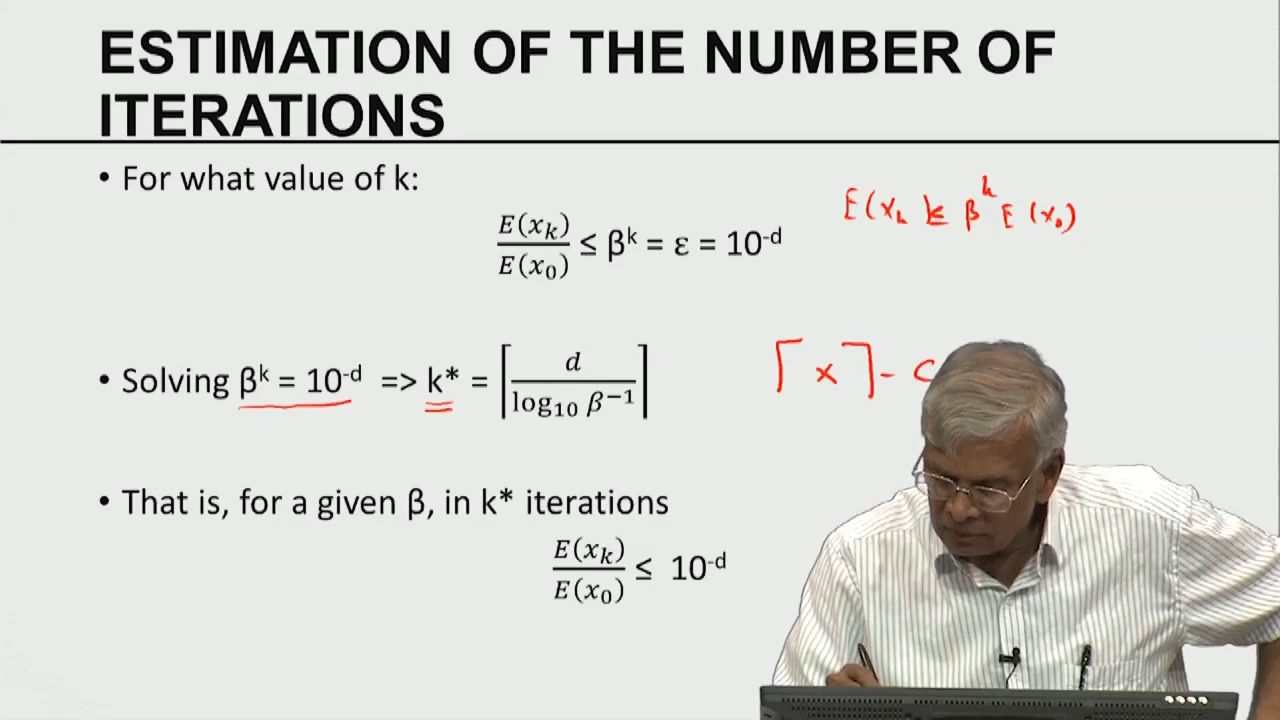 ESTIMATION OF THE NUMBER OF
ITERATIONS
• For what value of k:
E(xₖ) ≤ βᵏ E(x₀)
E(xₖ)/E(x₀) ≤ βᵏ = ε = 10⁻ᵈ
• Solving βᵏ = 10⁻ᵈ => k* = ⌈d / log₁₀ β⁻¹⌉
⌈x⌉ - C
• That is, for a given β, in k* iterations
E(xₖ)/E(x₀) ≤ 10⁻ᵈ